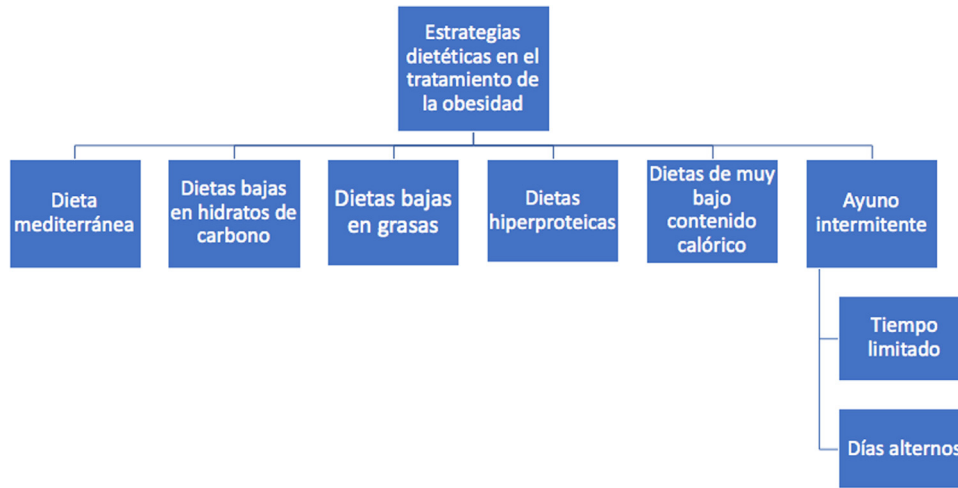 Estrategias
dietéticas en el
tratamiento de
la obesidad
Dieta
mediterránea
Dietas bajas
en hidratos de
carbono
Dietas bajas
en grasas
Dietas
hiperproteicas
Dietas de muy
bajo
contenido
calórico
Ayuno
intermitente
Tiempo
limitado
Días alternos